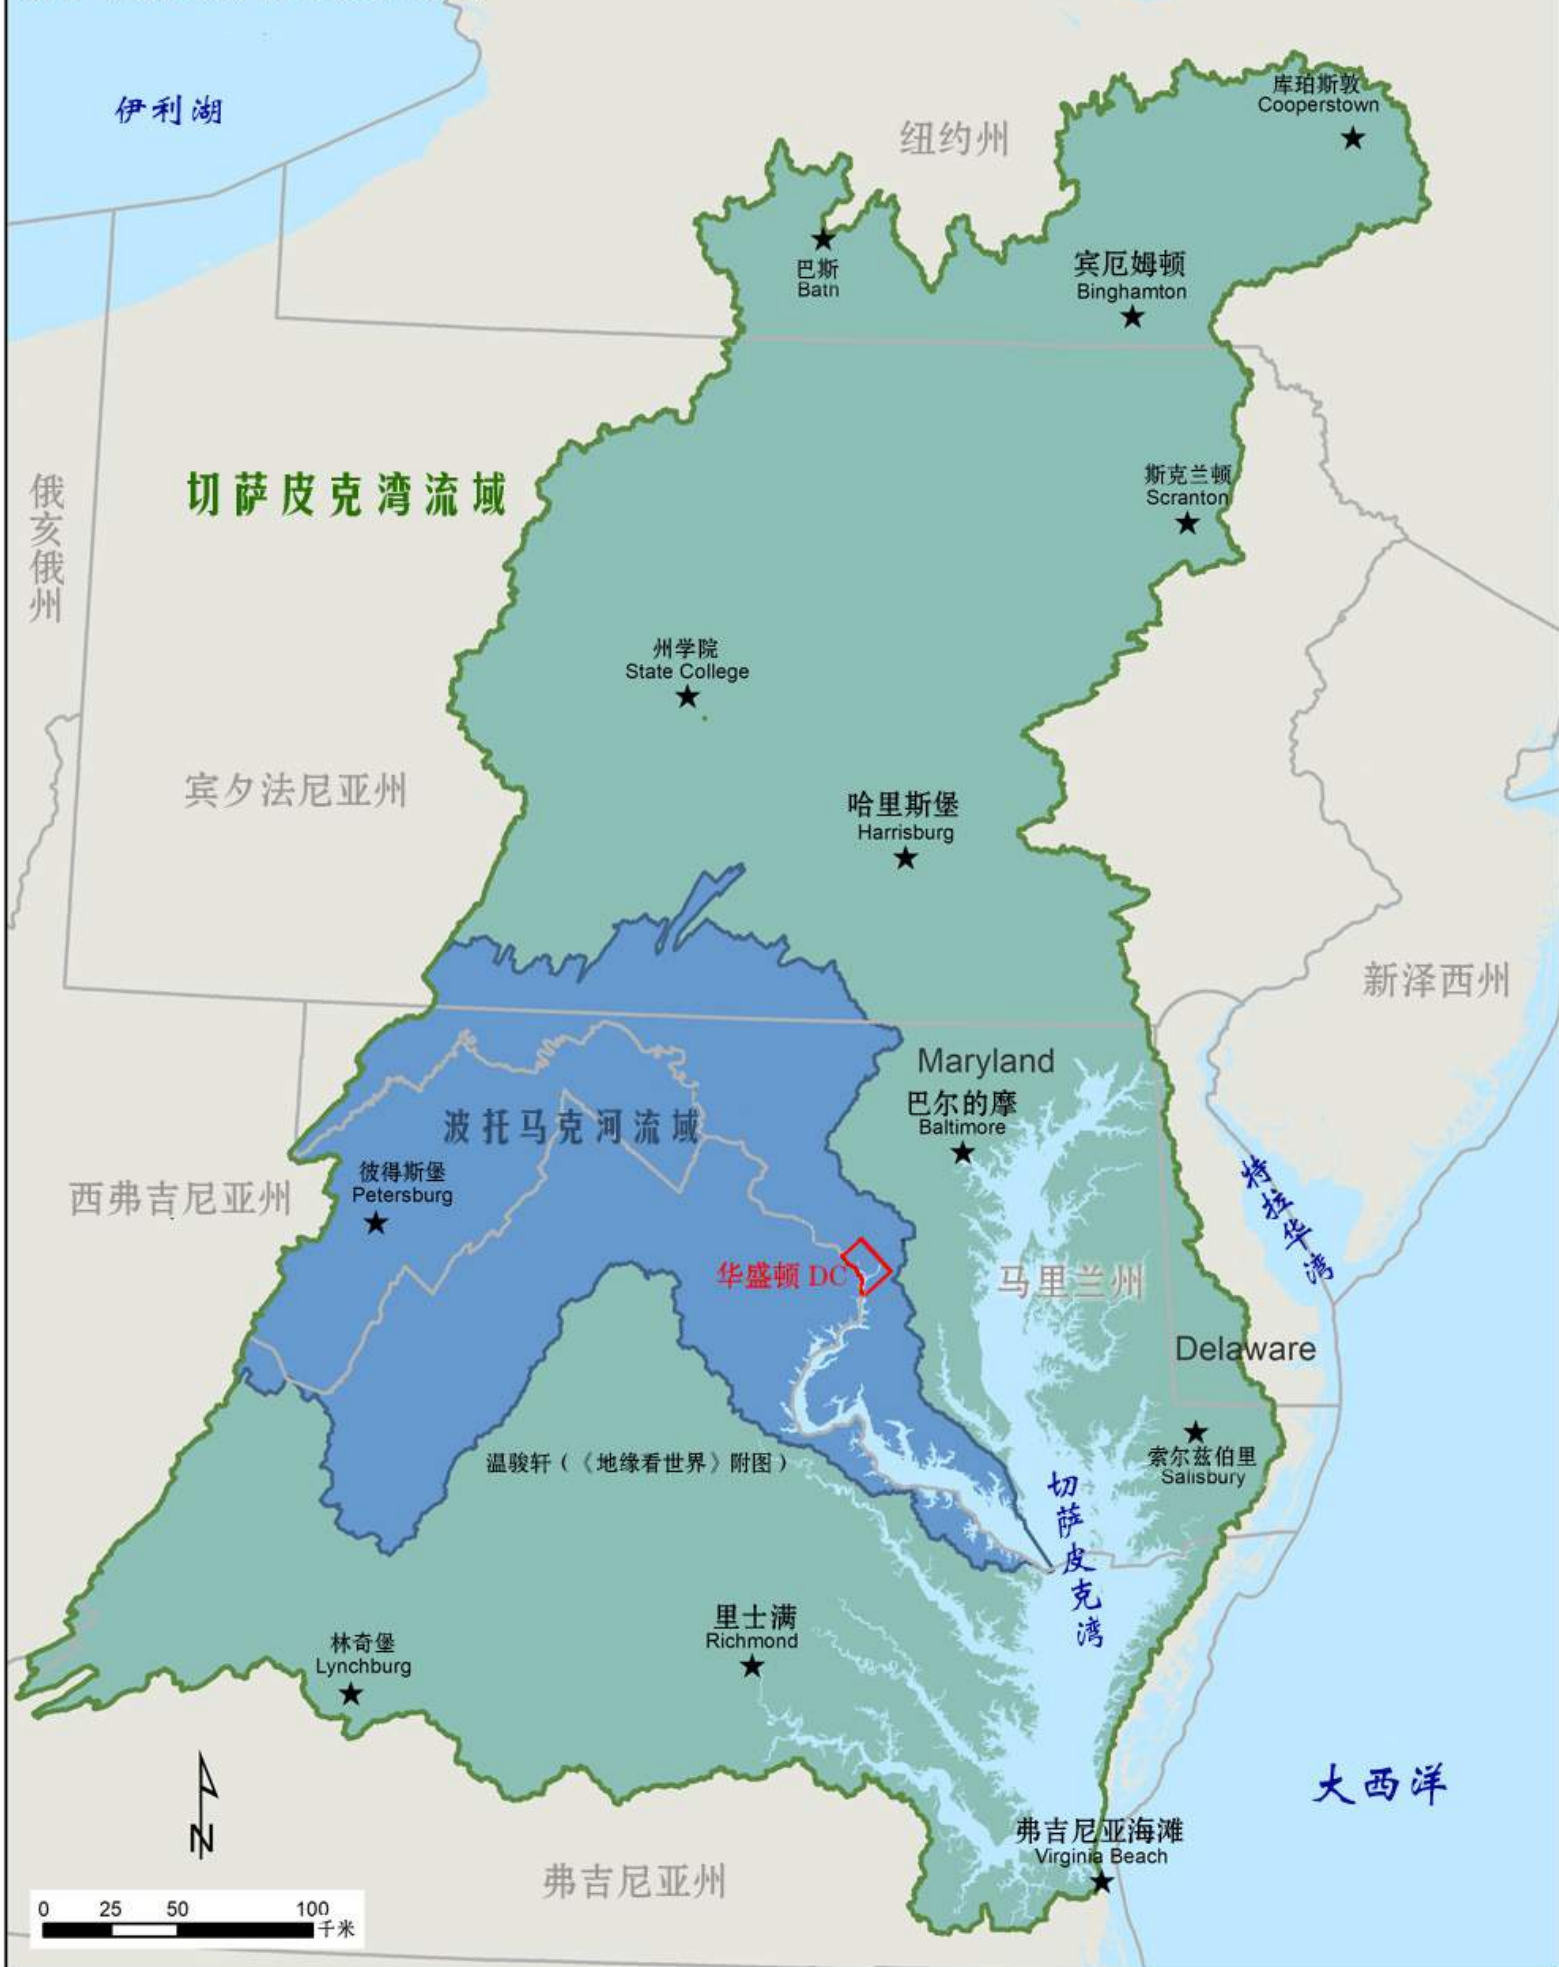 伊利湖
库珀斯敦
Cooperstown
纽约州
巴斯
Bath
宾厄姆顿
Binghamton
俄亥俄州
切萨皮克湾流域
斯克兰顿
Scranton
州学院
State College
宾夕法尼亚州
哈里斯堡
Harrisburg
新泽西州
Maryland
巴尔的摩
Baltimore
波托马克河流域
彼得斯堡
Petersburg
西弗吉尼亚州
特拉华湾
华盛顿 DC
马里兰州
Delaware
索尔兹伯里
Salisbury
温骏轩（《地缘看世界》附图）
切萨皮克湾
里士满
Richmond
林奇堡
Lynchburg
大西洋
N
弗吉尼亚海滩
Virginia Beach
弗吉尼亚州
0 25 50 100
千米